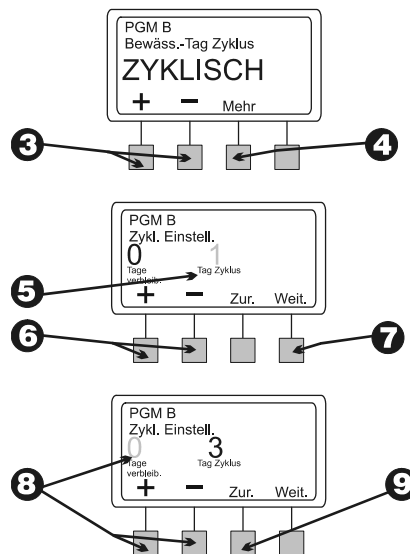 PGM B
Bewäss.-Tag Zyklus
ZYKLISCH
+ − Mehr
3 4
PGM B
Zykl. Einstell.
0 1
Tage verbleib. Tag Zyklus
5
+ − Zur. Weit.
6 7
PGM B
Zykl. Einstell.
0 3
Tage verbleib. Tag Zyklus
+ − Zur. Weit.
8 9